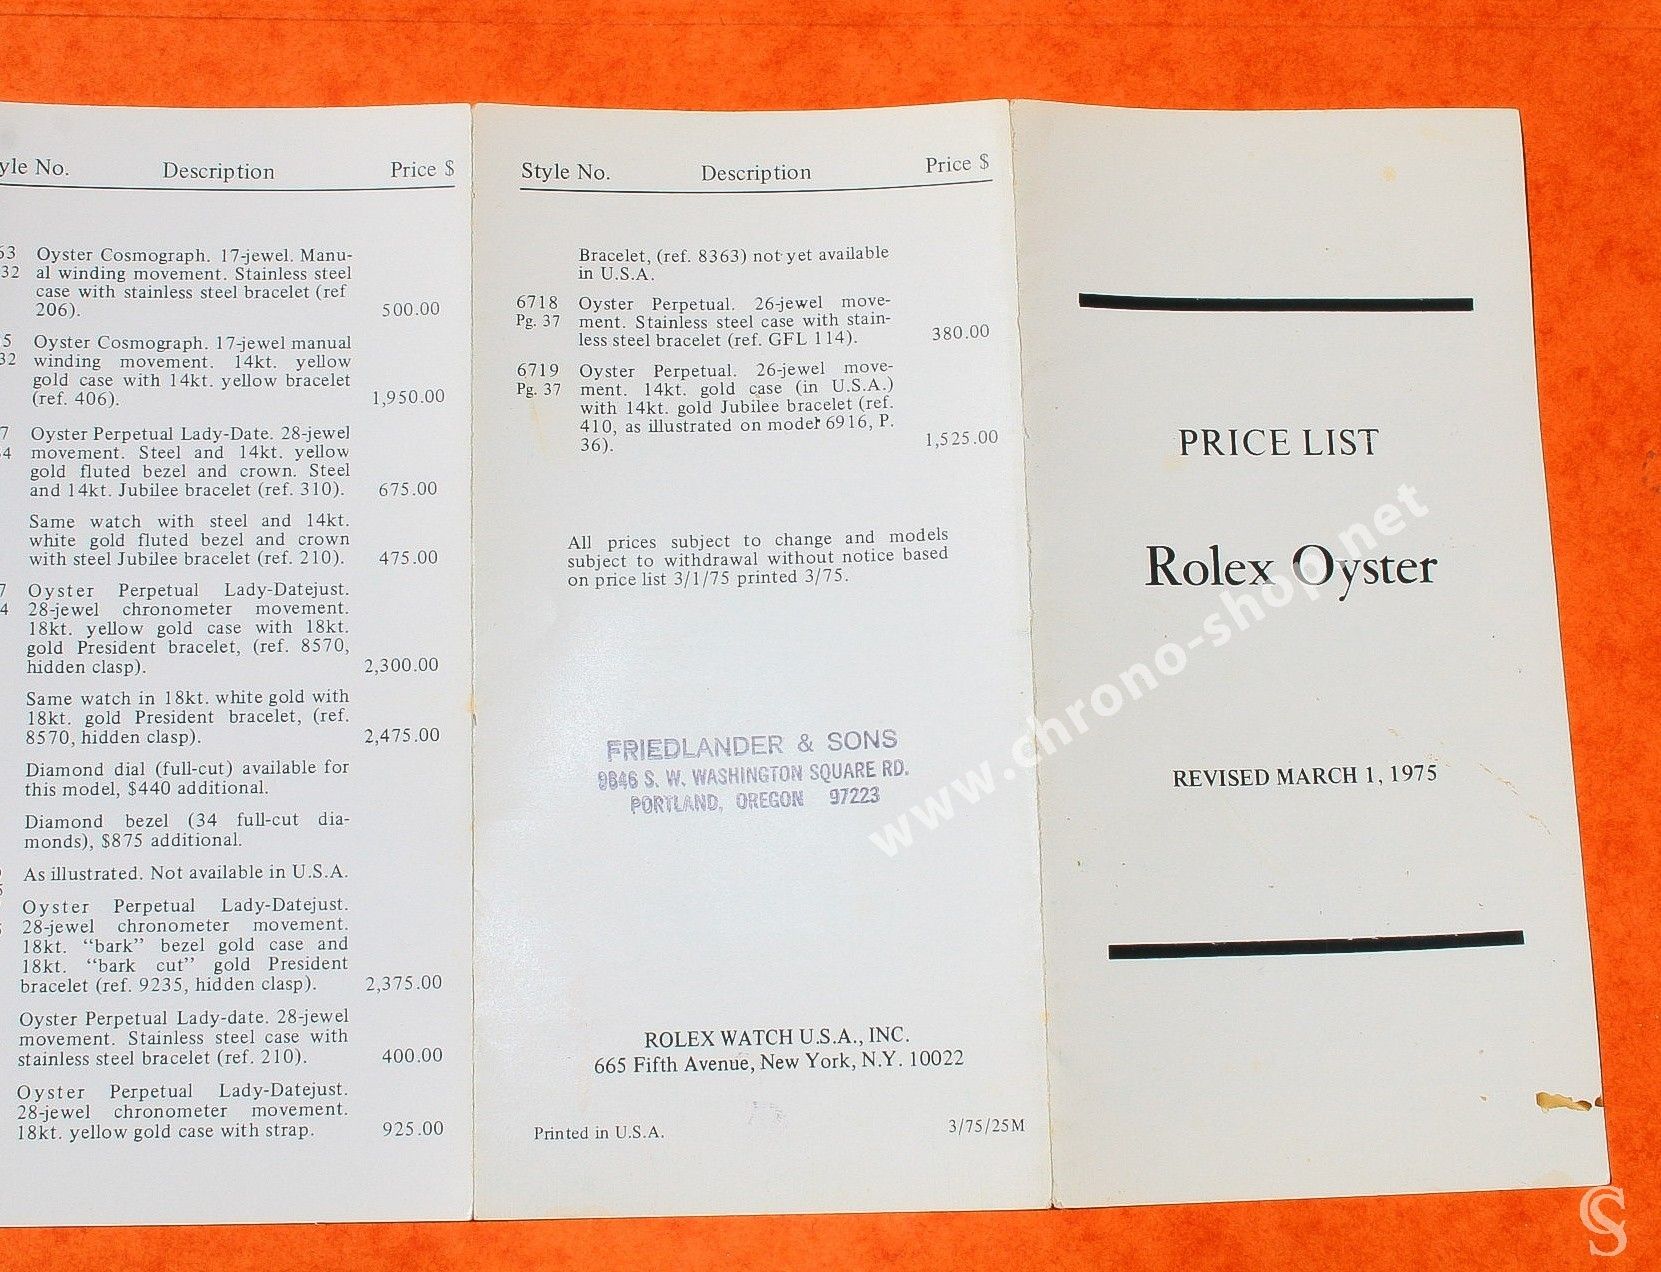 yle No. Description Price $
63 Oyster Cosmograph. 17-jewel. Manu-
32 al winding movement. Stainless steel
case with stainless steel bracelet (ref
206). 500.00
5 Oyster Cosmograph. 17-jewel manual
32 winding movement. 14kt. yellow
gold case with 14kt. yellow bracelet
(ref. 406). 1,950.00
7 Oyster Perpetual Lady-Date. 28-jewel
4 movement. Steel and 14kt. yellow
gold fluted bezel and crown. Steel
and 14kt. Jubilee bracelet (ref. 310). 675.00
Same watch with steel and 14kt.
white gold fluted bezel and crown
with steel Jubilee bracelet (ref. 210). 475.00
7 Oyster Perpetual Lady-Datejust.
4 28-jewel chronometer movement.
18kt. yellow gold case with 18kt.
gold President bracelet, (ref. 8570,
hidden clasp). 2,300.00
Same watch in 18kt. white gold with
18kt. gold President bracelet, (ref.
8570, hidden clasp). 2,475.00
Diamond dial (full-cut) available for
this model, $440 additional.
Diamond bezel (34 full-cut dia-
monds), $875 additional.
As illustrated. Not available in U.S.A.
Oyster Perpetual Lady-Datejust.
28-jewel chronometer movement.
18kt. “bark” bezel gold case and
18kt. “bark cut” gold President
bracelet (ref. 9235, hidden clasp). 2,375.00
Oyster Perpetual Lady-date. 28-jewel
movement. Stainless steel case with
stainless steel bracelet (ref. 210). 400.00
Oyster Perpetual Lady-Datejust.
28-jewel chronometer movement.
18kt. yellow gold case with strap. 925.00
Style No. Description Price $
Bracelet, (ref. 8363) not yet available
in U.S.A.
6718 Oyster Perpetual. 26-jewel move-
Pg. 37 ment. Stainless steel case with stain-
less steel bracelet (ref. GFL 114). 380.00
6719 Oyster Perpetual. 26-jewel move-
Pg. 37 ment. 14kt. gold case (in U.S.A.)
with 14kt. gold Jubilee bracelet (ref.
410, as illustrated on model 6916, P.
36). 1,525.00
All prices subject to change and models
subject to withdrawal without notice based
on price list 3/1/75 printed 3/75.
FRIEDLANDER & SONS
9846 S. W. WASHINGTON SQUARE RD.
PORTLAND, OREGON 97223
ROLEX WATCH U.S.A., INC.
665 Fifth Avenue, New York, N.Y. 10022
Printed in U.S.A. 3/75/25M
PRICE LIST
Rolex Oyster
REVISED MARCH 1, 1975
www.chrono-shop.net